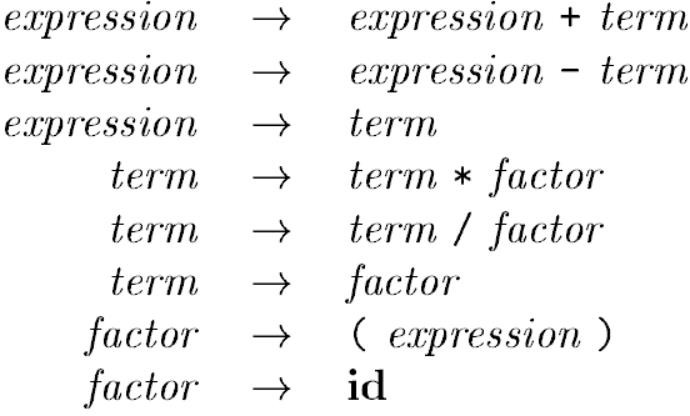 expression → expression + term
expression → expression - term
expression → term
term → term * factor
term → term / factor
term → factor
factor → ( expression )
factor → id